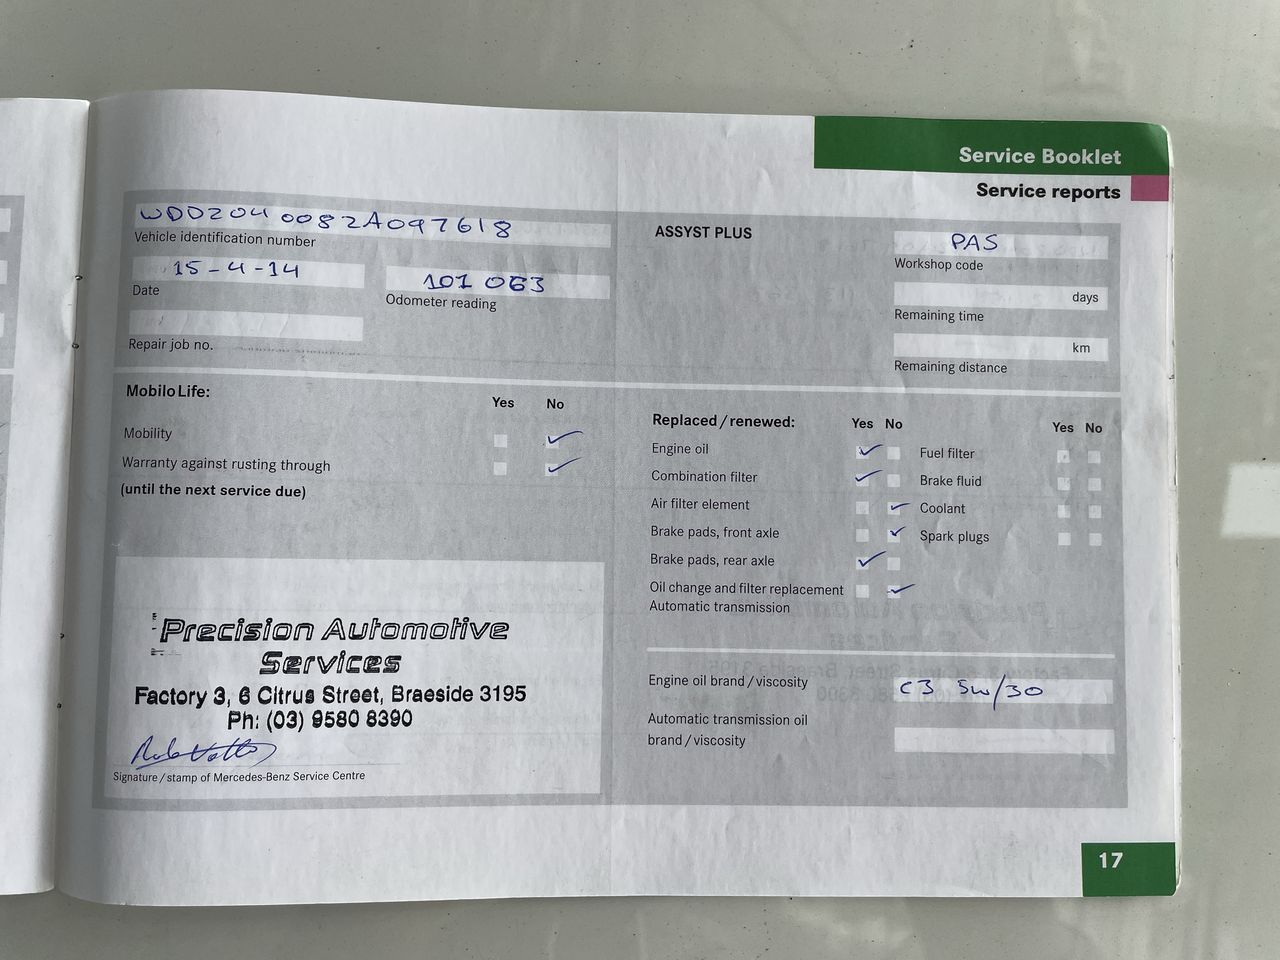 Service Booklet
Service reports
WDD204 0082A097618
Vehicle identification number
15-4-14
Date
101 063
Odometer reading
Repair job no.
ASSYST PLUS
PAS
Workshop code
days
Remaining time
km
Remaining distance
MobiloLife:
Yes No
Mobility
Warranty against rusting through
(until the next service due)
Replaced/renewed: Yes No
Engine oil
Combination filter
Air filter element
Brake pads, front axle
Brake pads, rear axle
Oil change and filter replacement
Automatic transmission
Yes No
Fuel filter
Brake fluid
Coolant
Spark plugs
Precision Automotive
Services
Factory 3, 6 Citrus Street, Braeside 3195
Ph: (03) 9580 8390
Signature/stamp of Mercedes-Benz Service Centre
Engine oil brand/viscosity
C3 5w/30
Automatic transmission oil
brand/viscosity
17